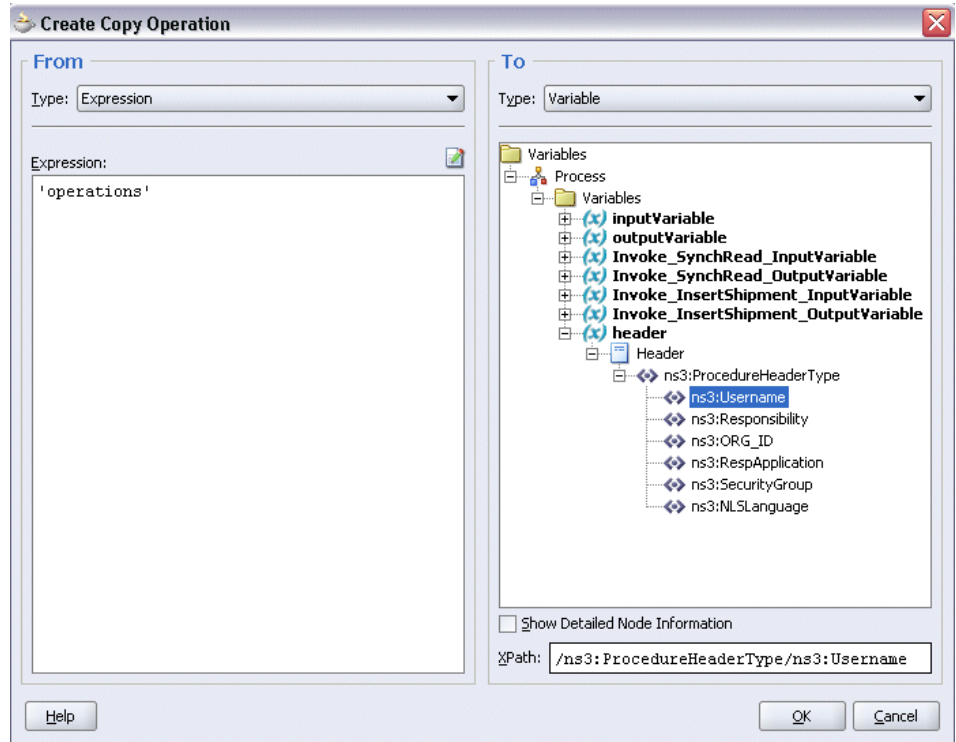 Create Copy Operation
From
Type: Expression
Expression:
'operations'
To
Type: Variable
Variables
Process
Variables
(x) inputVariable
(x) outputVariable
(x) Invoke_SynchRead_InputVariable
(x) Invoke_SynchRead_OutputVariable
(x) Invoke_InsertShipment_InputVariable
(x) Invoke_InsertShipment_OutputVariable
(x) header
Header
ns3:ProcedureHeaderType
ns3:Username
ns3:Responsibility
ns3:ORG_ID
ns3:RespApplication
ns3:SecurityGroup
ns3:NLSLanguage
Show Detailed Node Information
XPath: /ns3:ProcedureHeaderType/ns3:Username
Help
OK
Cancel